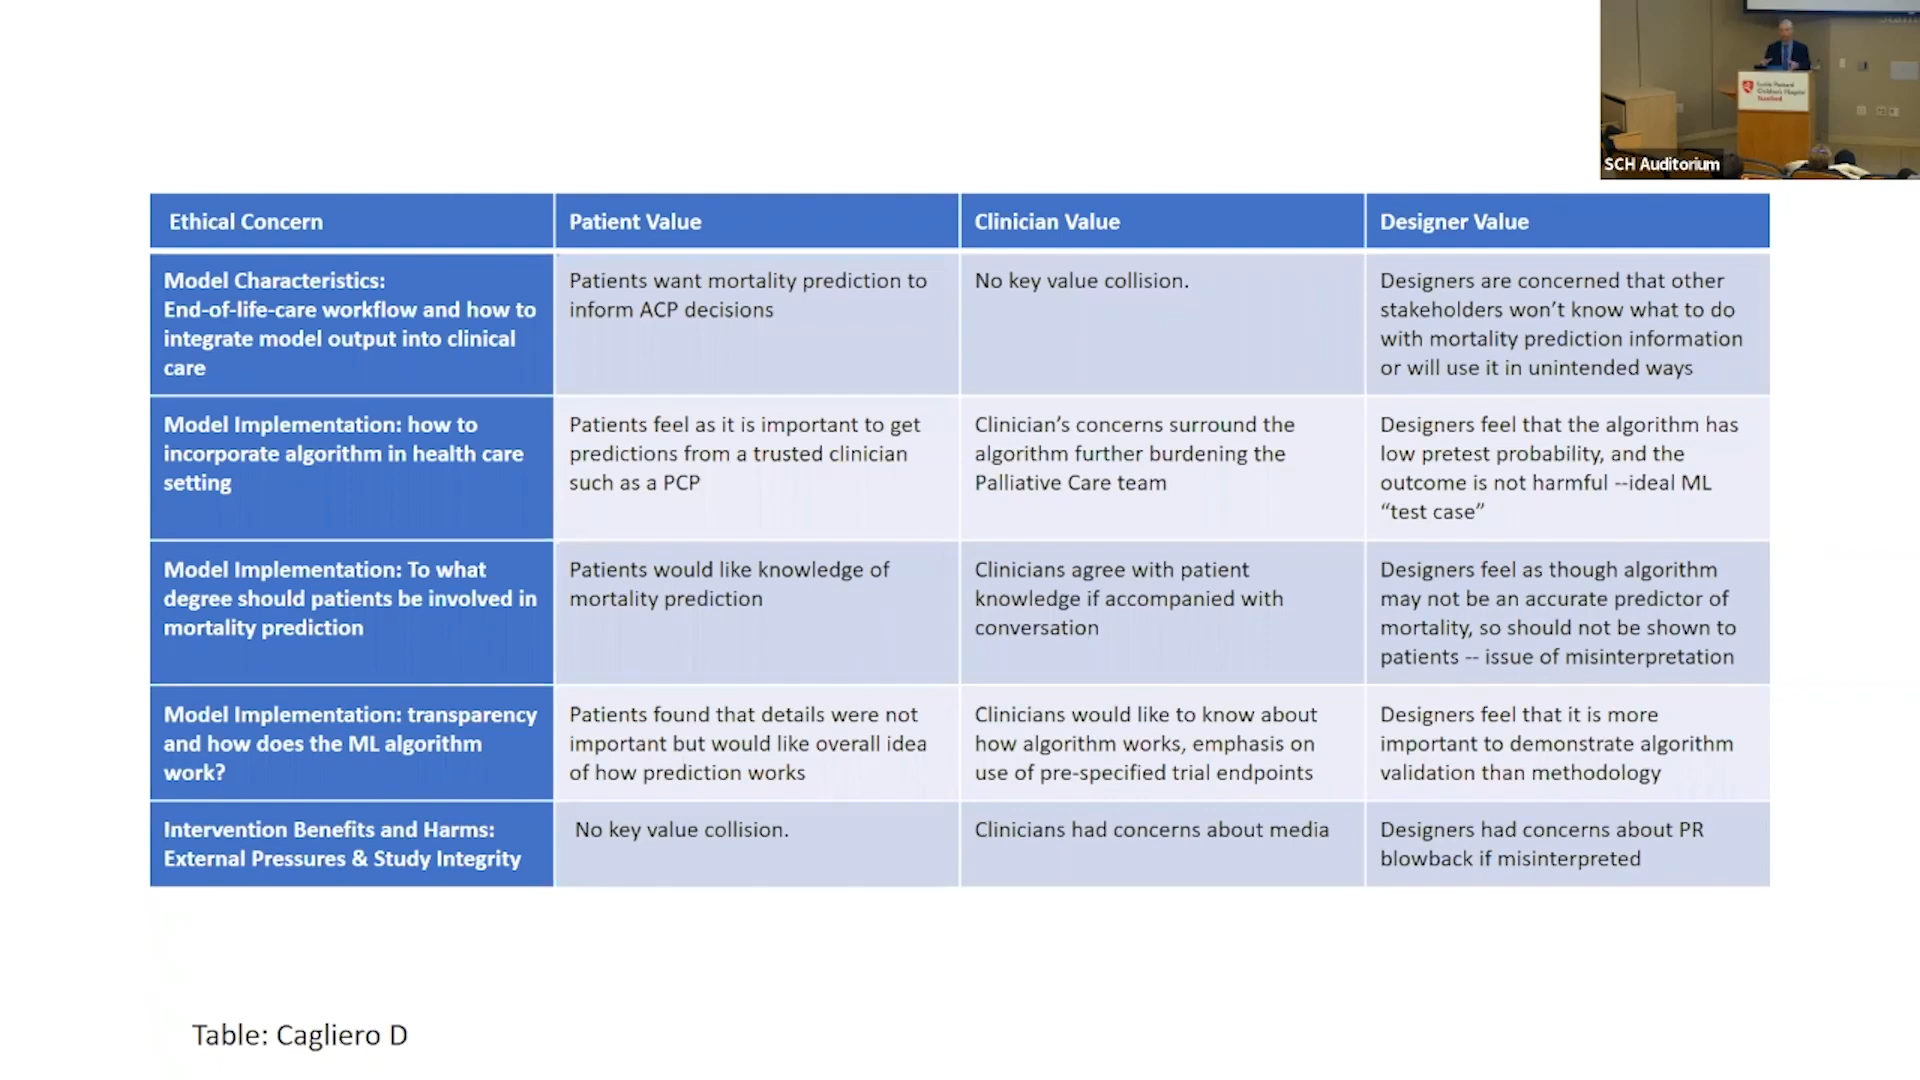 Lucile Packard
Children's Hospital
Stanford
SCH Auditorium
Ethical Concern
Patient Value
Clinician Value
Designer Value
Model Characteristics:
End-of-life-care workflow and how to
integrate model output into clinical
care
Patients want mortality prediction to
inform ACP decisions
No key value collision.
Designers are concerned that other
stakeholders won't know what to do
with mortality prediction information
or will use it in unintended ways
Model Implementation: how to
incorporate algorithm in health care
setting
Patients feel as it is important to get
predictions from a trusted clinician
such as a PCP
Clinician's concerns surround the
algorithm further burdening the
Palliative Care team
Designers feel that the algorithm has
low pretest probability, and the
outcome is not harmful --ideal ML
“test case”
Model Implementation: To what
degree should patients be involved in
mortality prediction
Patients would like knowledge of
mortality prediction
Clinicians agree with patient
knowledge if accompanied with
conversation
Designers feel as though algorithm
may not be an accurate predictor of
mortality, so should not be shown to
patients -- issue of misinterpretation
Model Implementation: transparency
and how does the ML algorithm
work?
Patients found that details were not
important but would like overall idea
of how prediction works
Clinicians would like to know about
how algorithm works, emphasis on
use of pre-specified trial endpoints
Designers feel that it is more
important to demonstrate algorithm
validation than methodology
Intervention Benefits and Harms:
External Pressures & Study Integrity
No key value collision.
Clinicians had concerns about media
Designers had concerns about PR
blowback if misinterpreted
Table: Cagliero D